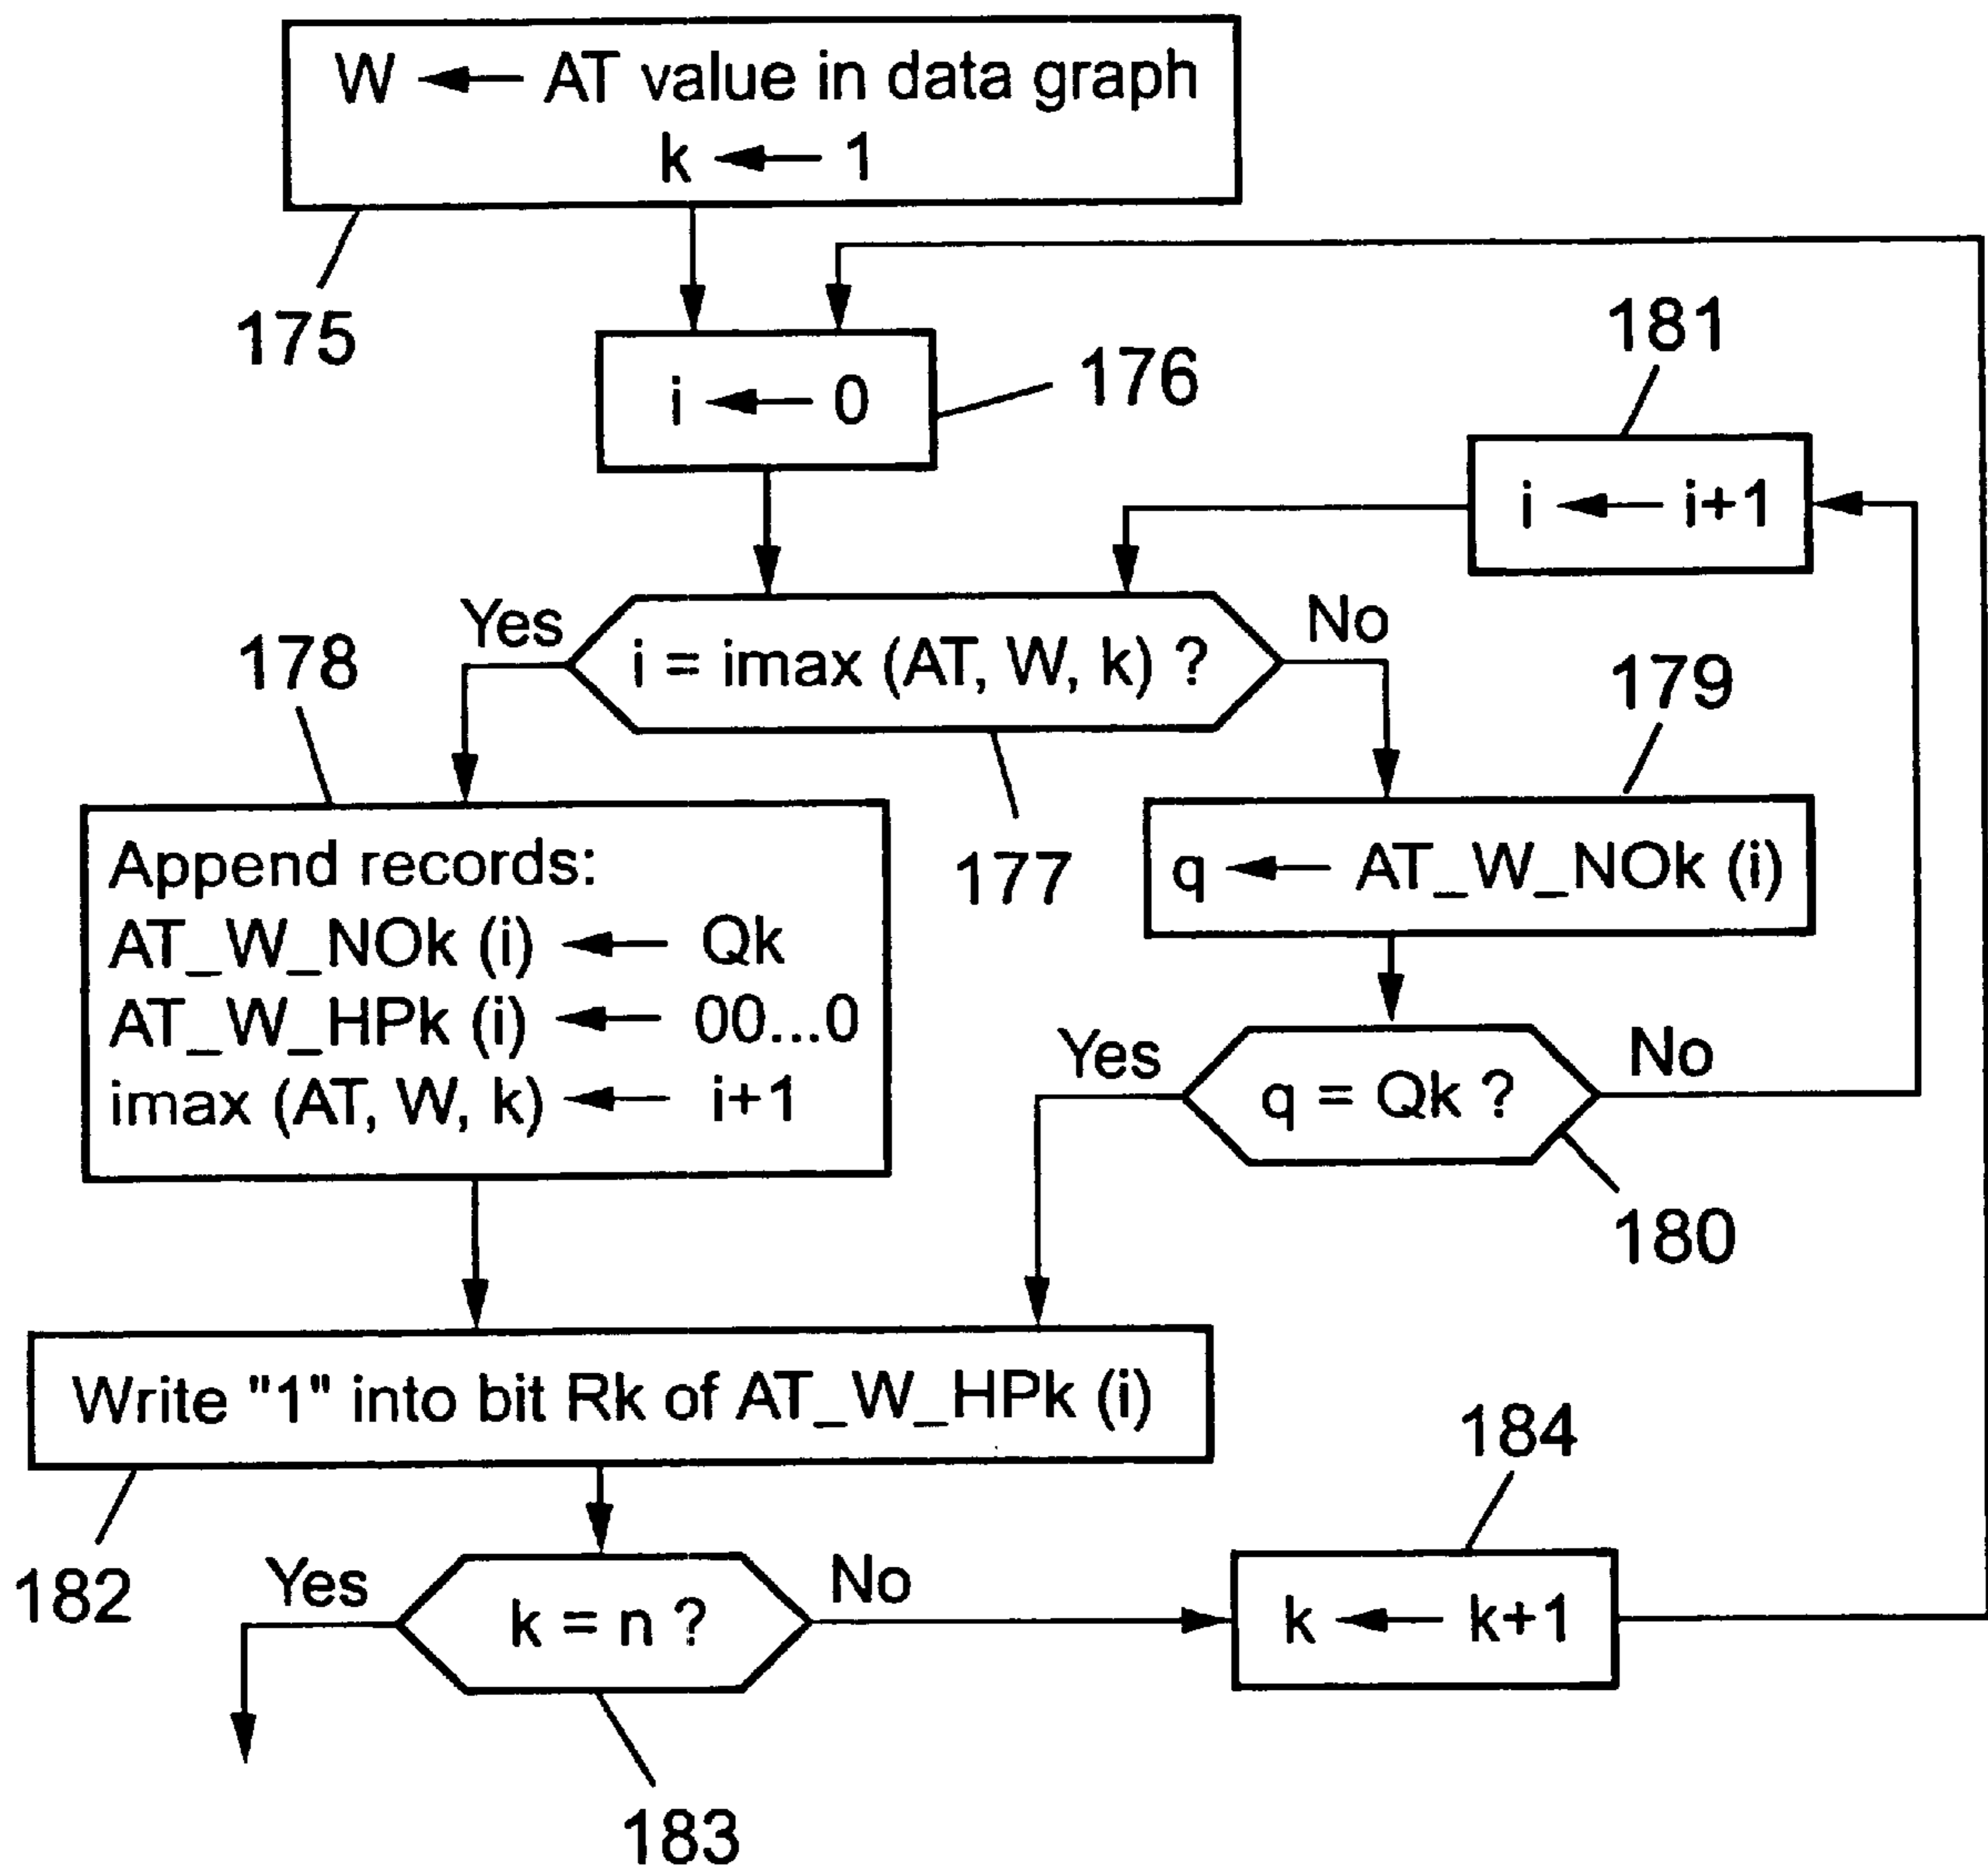 W ← AT value in data graph
k ← 1
175
i ← 0
176
181
i ← i+1
Yes
i = imax (AT, W, k) ?
No
178
177
179
Append records:
AT_W_NOk (i) ← Qk
AT_W_HPk (i) ← 00...0
imax (AT, W, k) ← i+1
q ← AT_W_NOk (i)
Yes
q = Qk ?
No
180
Write "1" into bit Rk of AT_W_HPk (i)
182
184
Yes
k = n ?
No
k ← k+1
183